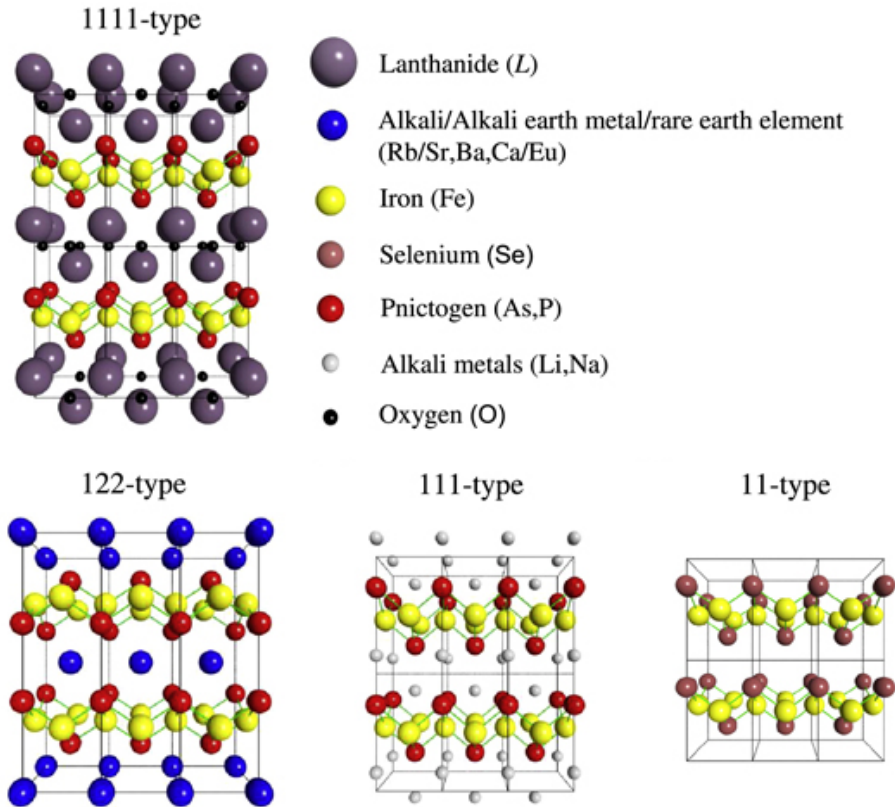 1111-type
Lanthanide (L)
Alkali/Alkali earth metal/rare earth element
(Rb/Sr,Ba,Ca/Eu)
Iron (Fe)
Selenium (Se)
Pnictogen (As,P)
Alkali metals (Li,Na)
Oxygen (O)
122-type
111-type
11-type